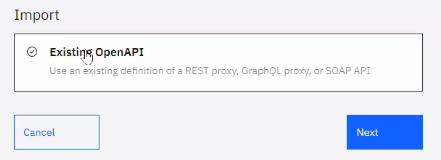 Import
Existing OpenAPI
Use an existing definition of a REST proxy, GraphQL proxy, or SOAP API
Cancel
Next